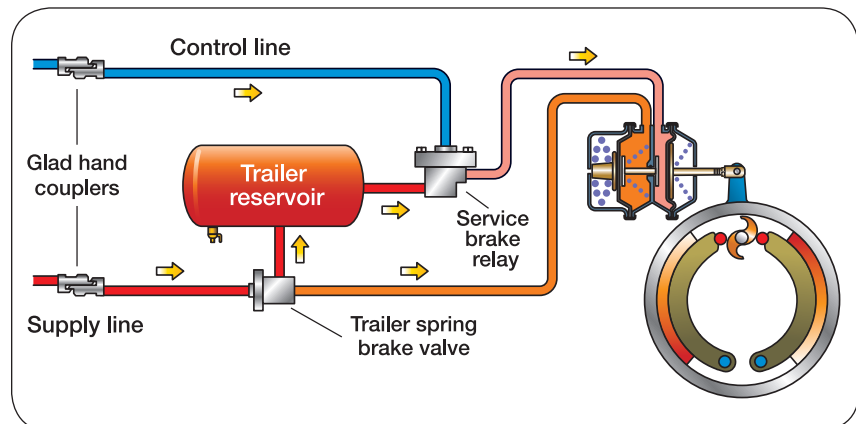 Control line
Glad hand
couplers
Trailer
reservoir
Service
brake
relay
Supply line
Trailer spring
brake valve